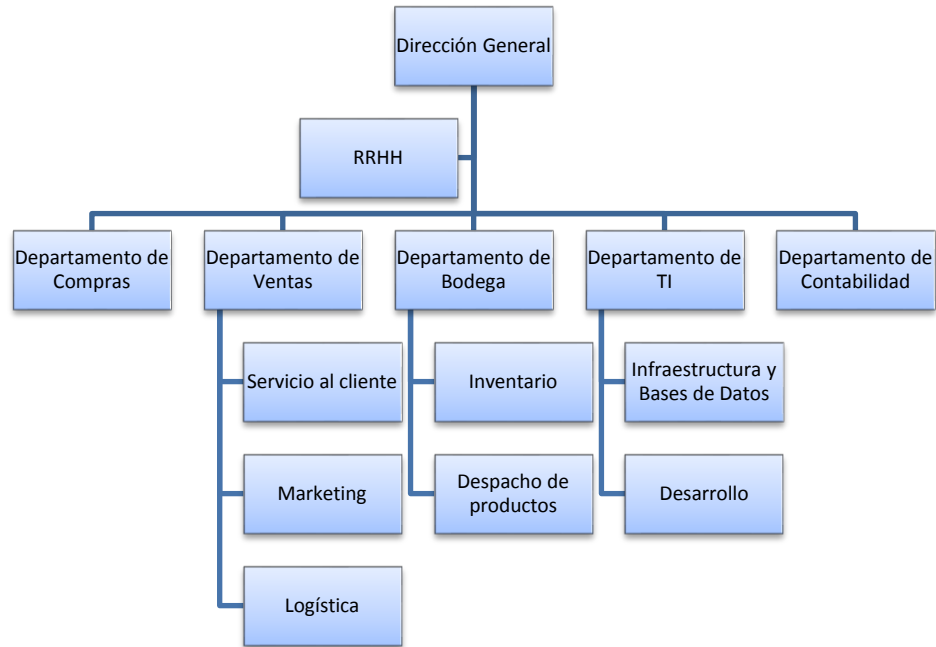 Dirección General
RRHH
Departamento de
Compras
Departamento de
Ventas
Departamento de
Bodega
Departamento de
TI
Departamento de
Contabilidad
Servicio al cliente
Inventario
Infraestructura y
Bases de Datos
Marketing
Despacho de
productos
Desarrollo
Logística